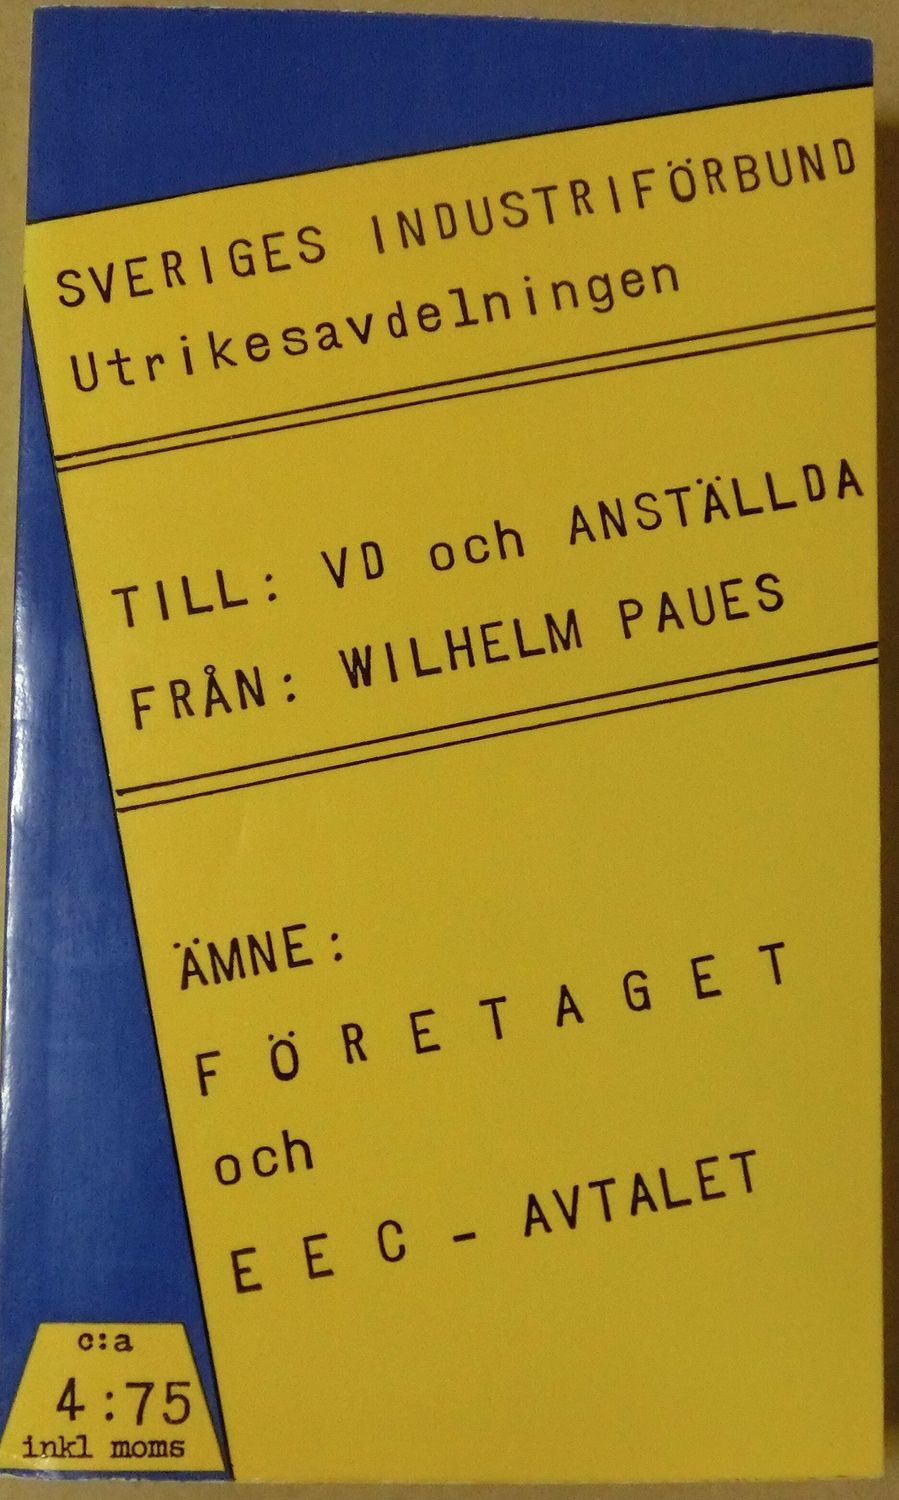 SVERIGES INDUSTRIFÖRBUND
Utrikesavdelningen
TILL: VD och ANSTÄLLDA
FRÅN: WILHELM PAUES
ÄMNE:
FÖRETAGET
och
EEC - AVTALET
c:a
4:75
inkl moms